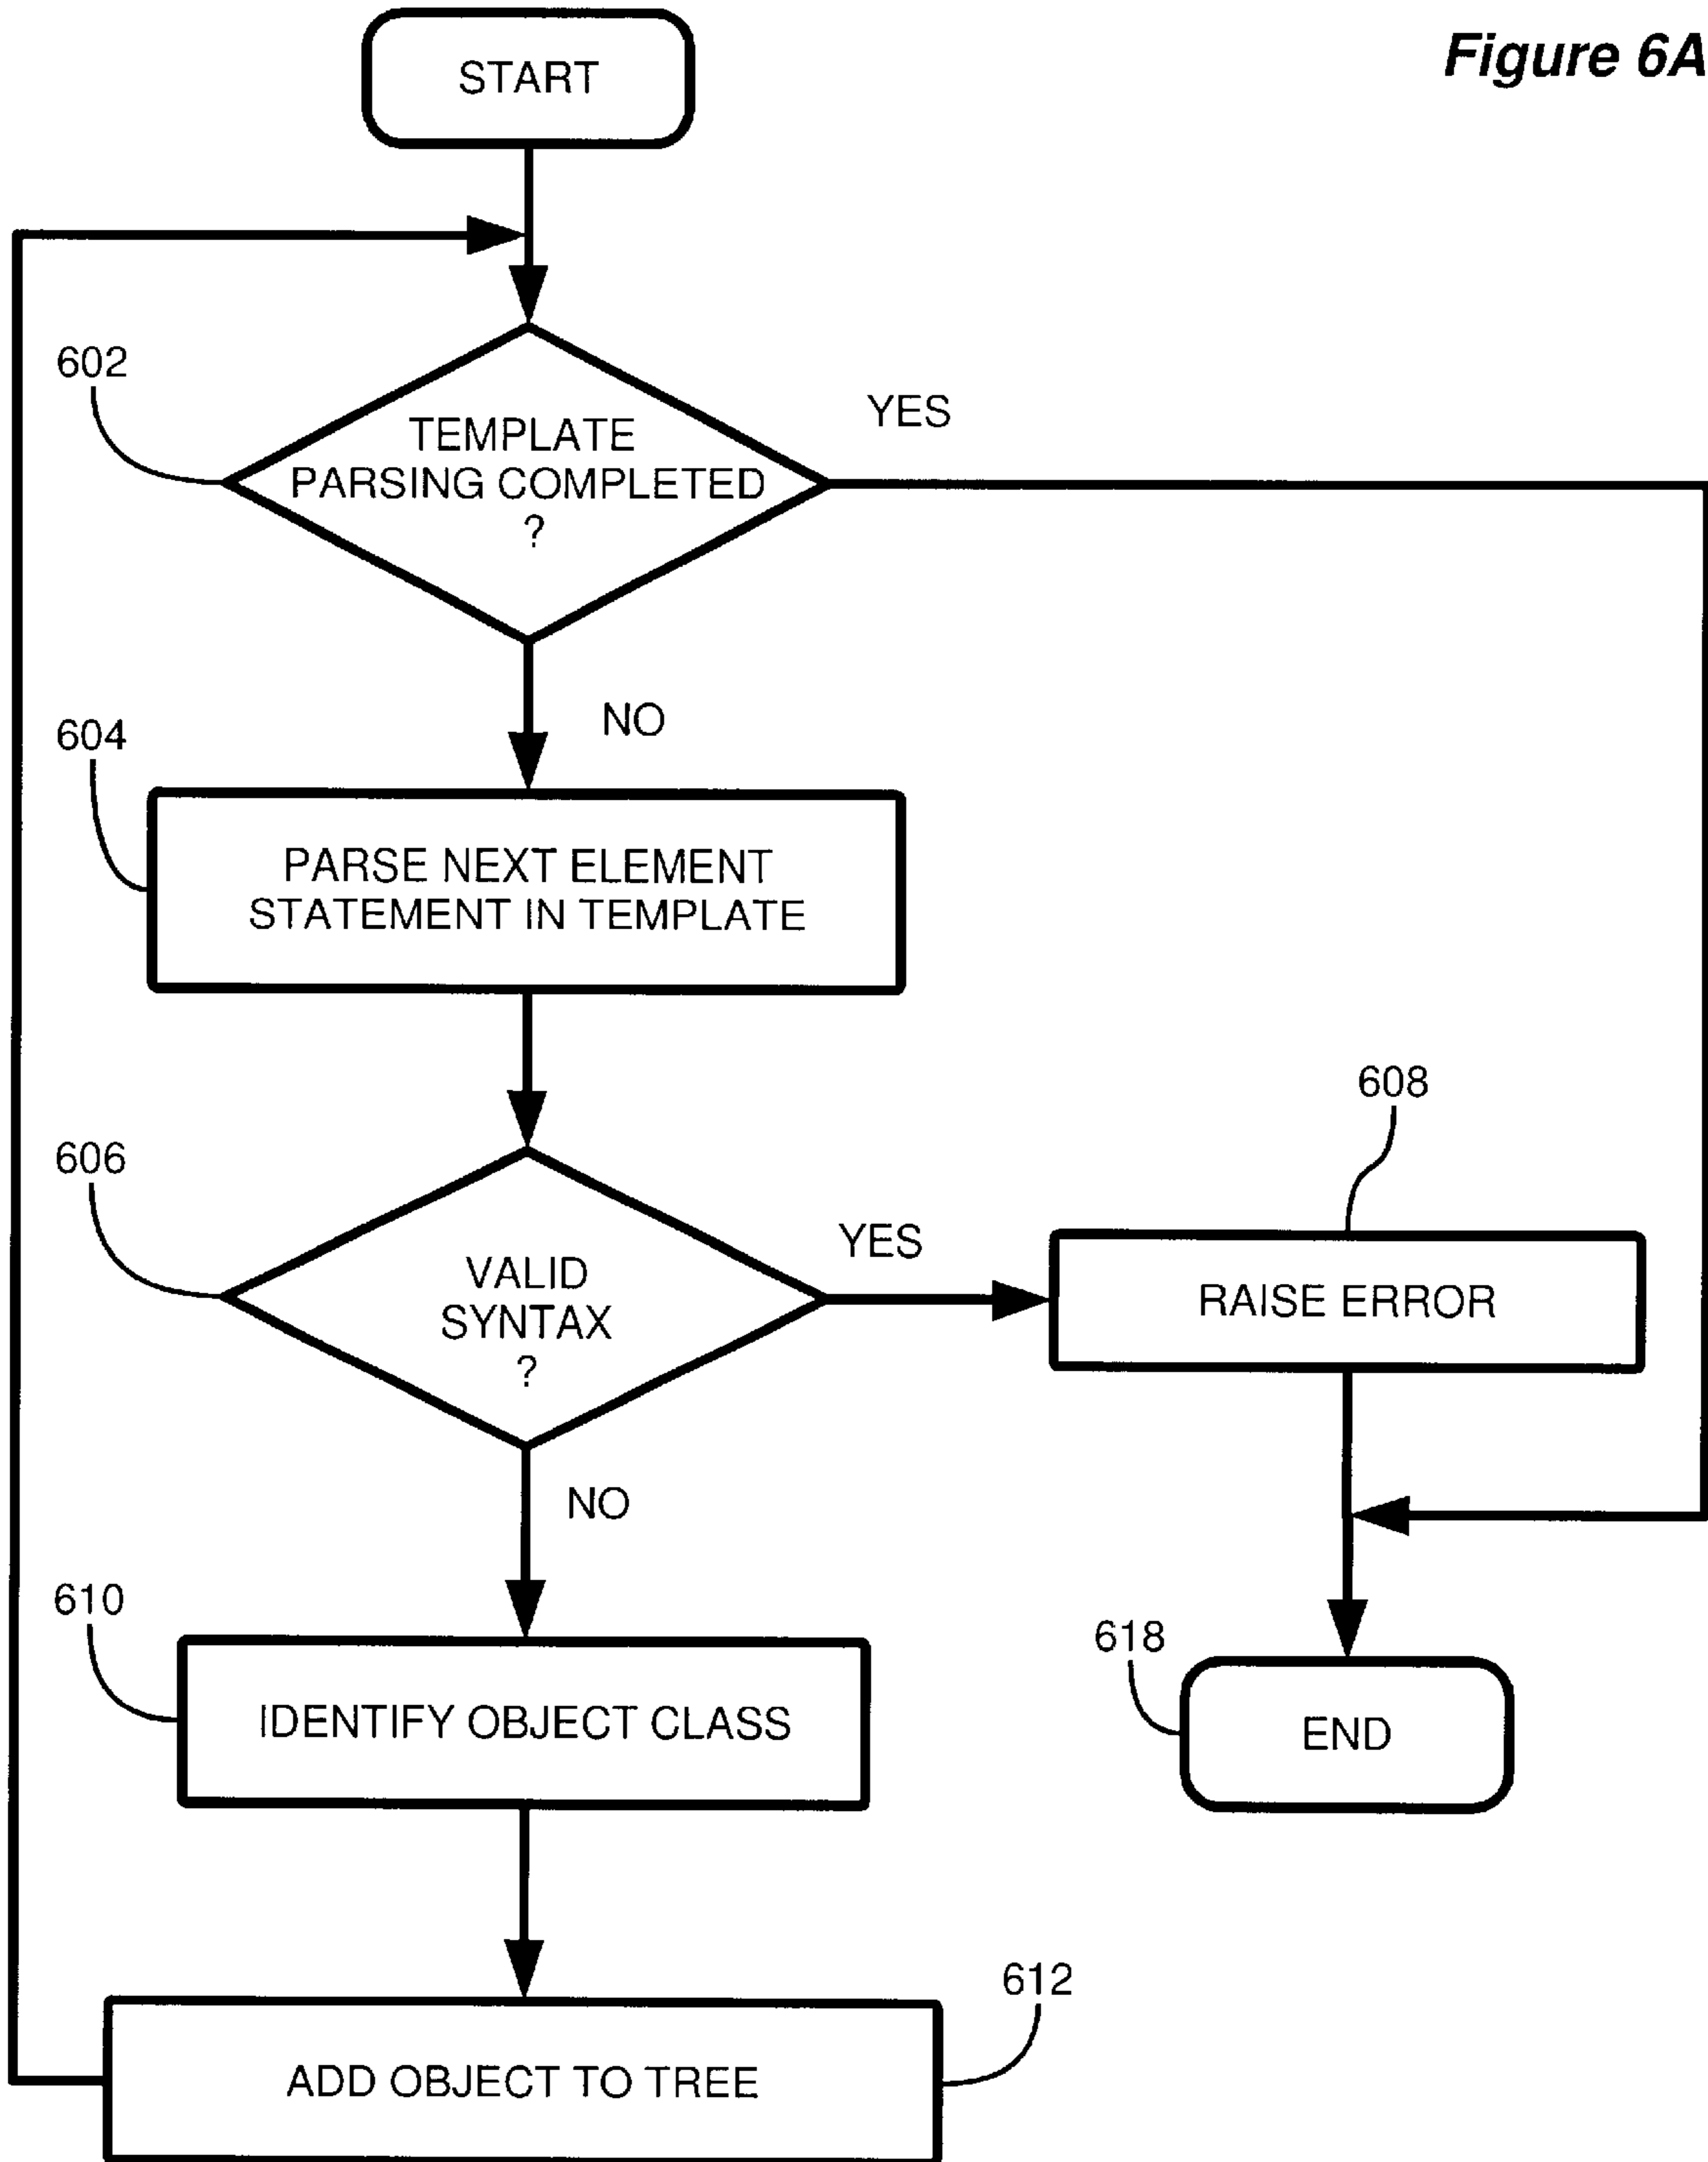 Figure 6A
START
602
TEMPLATE
PARSING COMPLETED
?
YES
NO
604
PARSE NEXT ELEMENT
STATEMENT IN TEMPLATE
606
VALID
SYNTAX
?
YES
608
RAISE ERROR
NO
610
IDENTIFY OBJECT CLASS
618
END
612
ADD OBJECT TO TREE